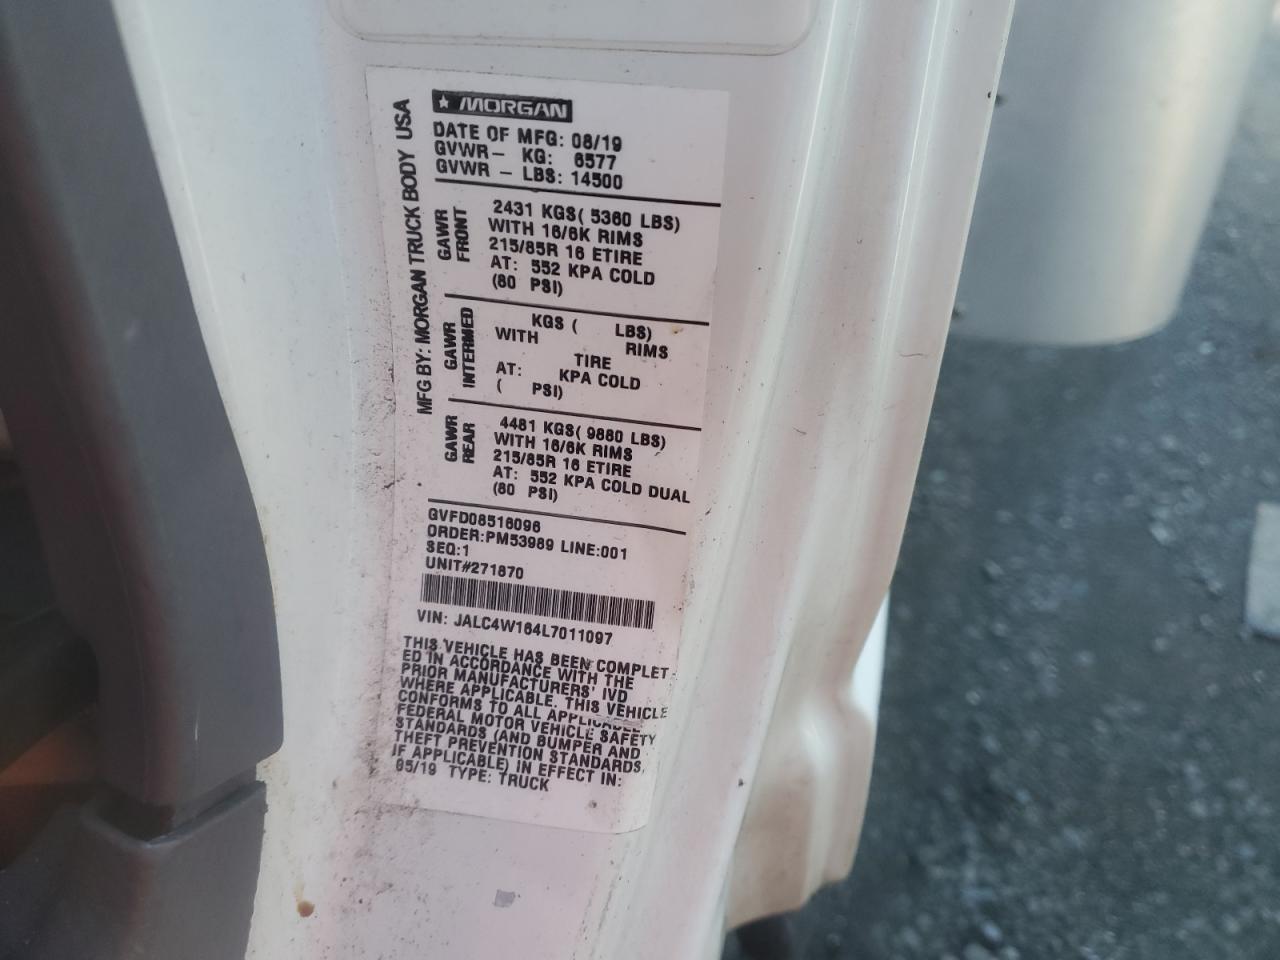 MORGAN
MFG BY: MORGAN TRUCK BODY USA
DATE OF MFG: 08/19
GVWR- KG: 6577
GVWR - LBS: 14500
GAWR FRONT
2431 KGS( 5360 LBS)
WITH 16/6K RIMS
215/85R 16 ETIRE
AT: 552 KPA COLD
(80 PSI)
GAWR INTERMED
KGS ( LBS)
WITH RIMS
TIRE
AT: KPA COLD
( PSI)
GAWR REAR
4481 KGS( 9880 LBS)
WITH 16/6K RIMS
215/85R 16 ETIRE
AT: 552 KPA COLD DUAL
(80 PSI)
GVFD08516096
ORDER:PM53989 LINE:001
SEQ:1
UNIT#271870
VIN: JALC4W164L7011097
THIS VEHICLE HAS BEEN COMPLET
ED IN ACCORDANCE WITH THE
PRIOR MANUFACTURERS' IVD
WHERE APPLICABLE. THIS VEHICLE
CONFORMS TO ALL APPLICABLE
FEDERAL MOTOR VEHICLE SAFETY
STANDARDS (AND BUMPER AND
THEFT PREVENTION STANDARDS,
IF APPLICABLE) IN EFFECT IN:
05/19 TYPE: TRUCK